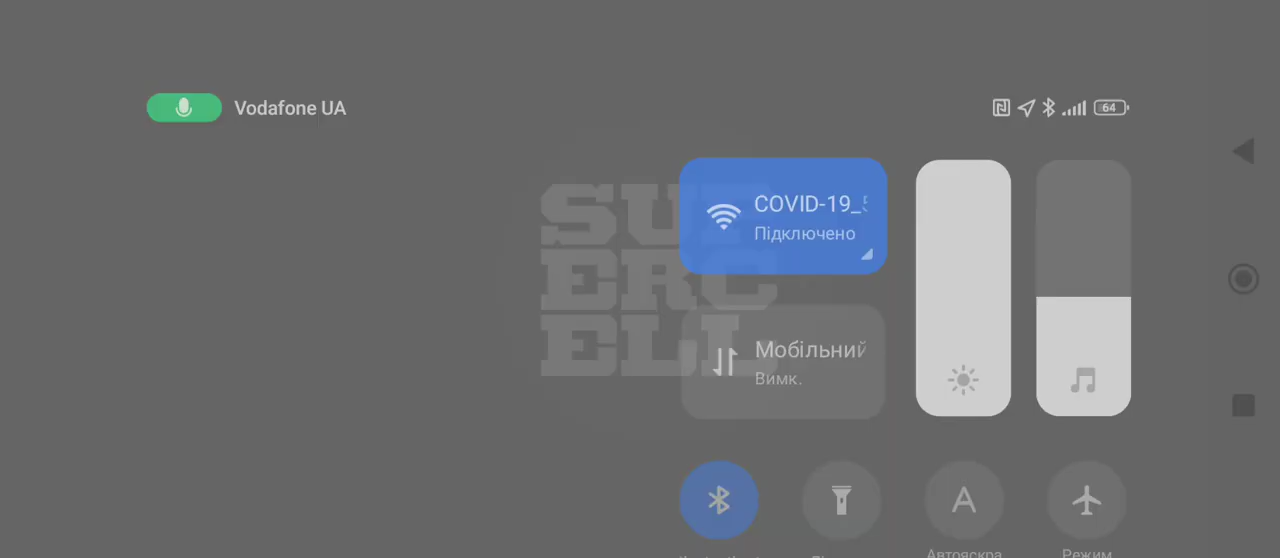 Vodafone UA
64
SUP
ERC
ELL
COVID-19_
Підключено
Мобільний
Вимк.
A
Автояскра
Режим